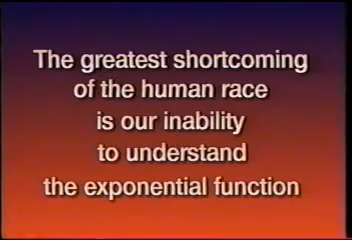 The greatest shortcoming
of the human race
is our inability
to understand
the exponential function